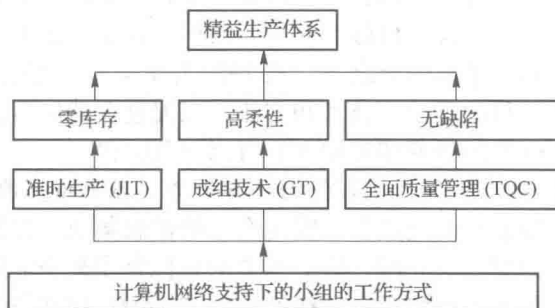 精益生产体系
零库存
高柔性
无缺陷
准时生产(JIT)
成组技术(GT)
全面质量管理(TQC)
计算机网络支持下的小组的工作方式